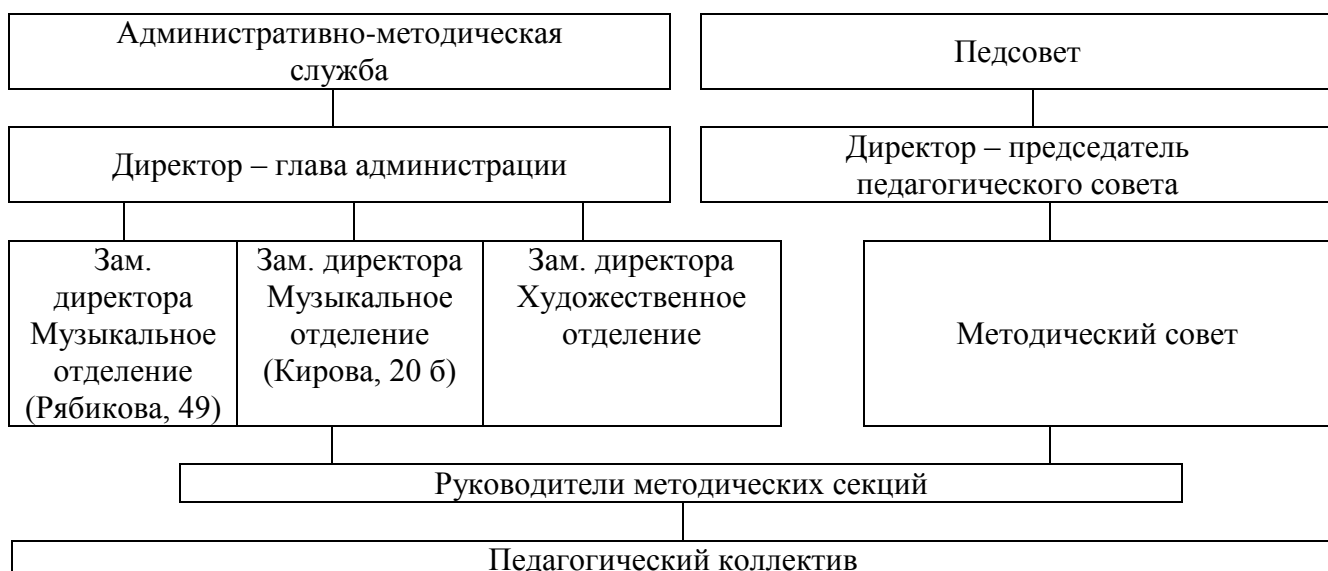 Административно-методическая
служба
Педсовет
Директор – глава администрации
Директор – председатель
педагогического совета
Зам.
директора
Музыкальное
отделение
(Рябикова, 49)
Зам. директора
Музыкальное
отделение
(Кирова, 20 б)
Зам. директора
Художественное
отделение
Методический совет
Руководители методических секций
Педагогический коллектив